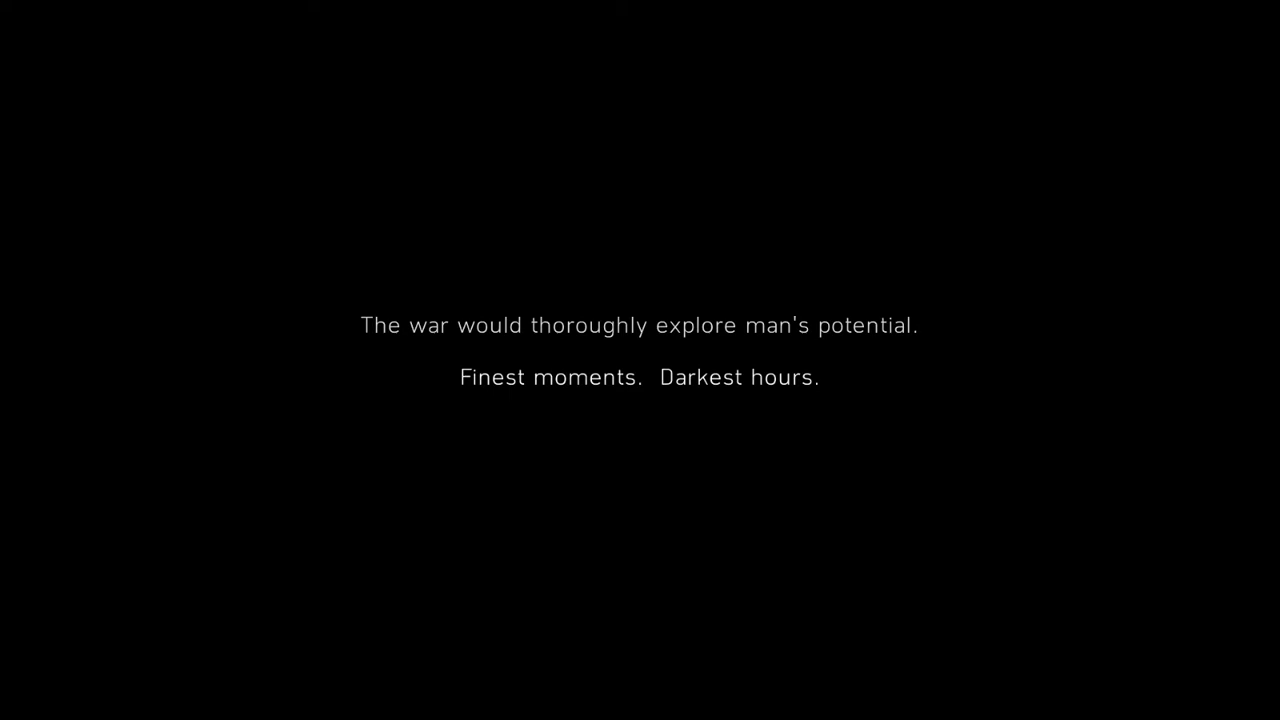 The war would thoroughly explore man's potential.
Finest moments.  Darkest hours.